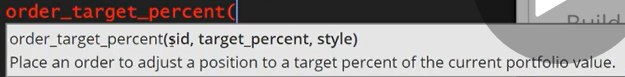 order_target_percent(
Build
order_target_percent(sid, target_percent, style)
Place an order to adjust a position to a target percent of the current portfolio value.